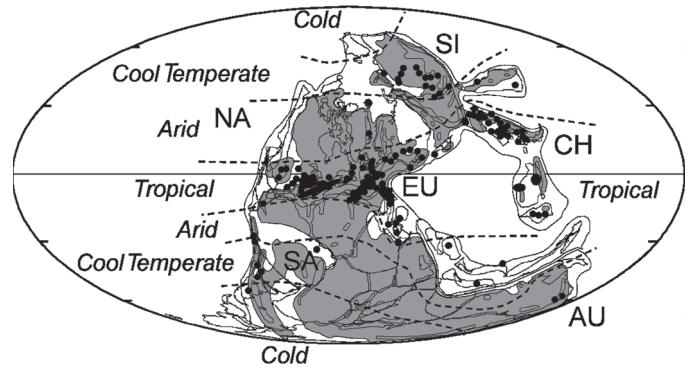 Cold
SI
Cool Temperate
NA
Arid
CH
Tropical
EU
Tropical
Arid
Cool Temperate
SA
AU
Cold